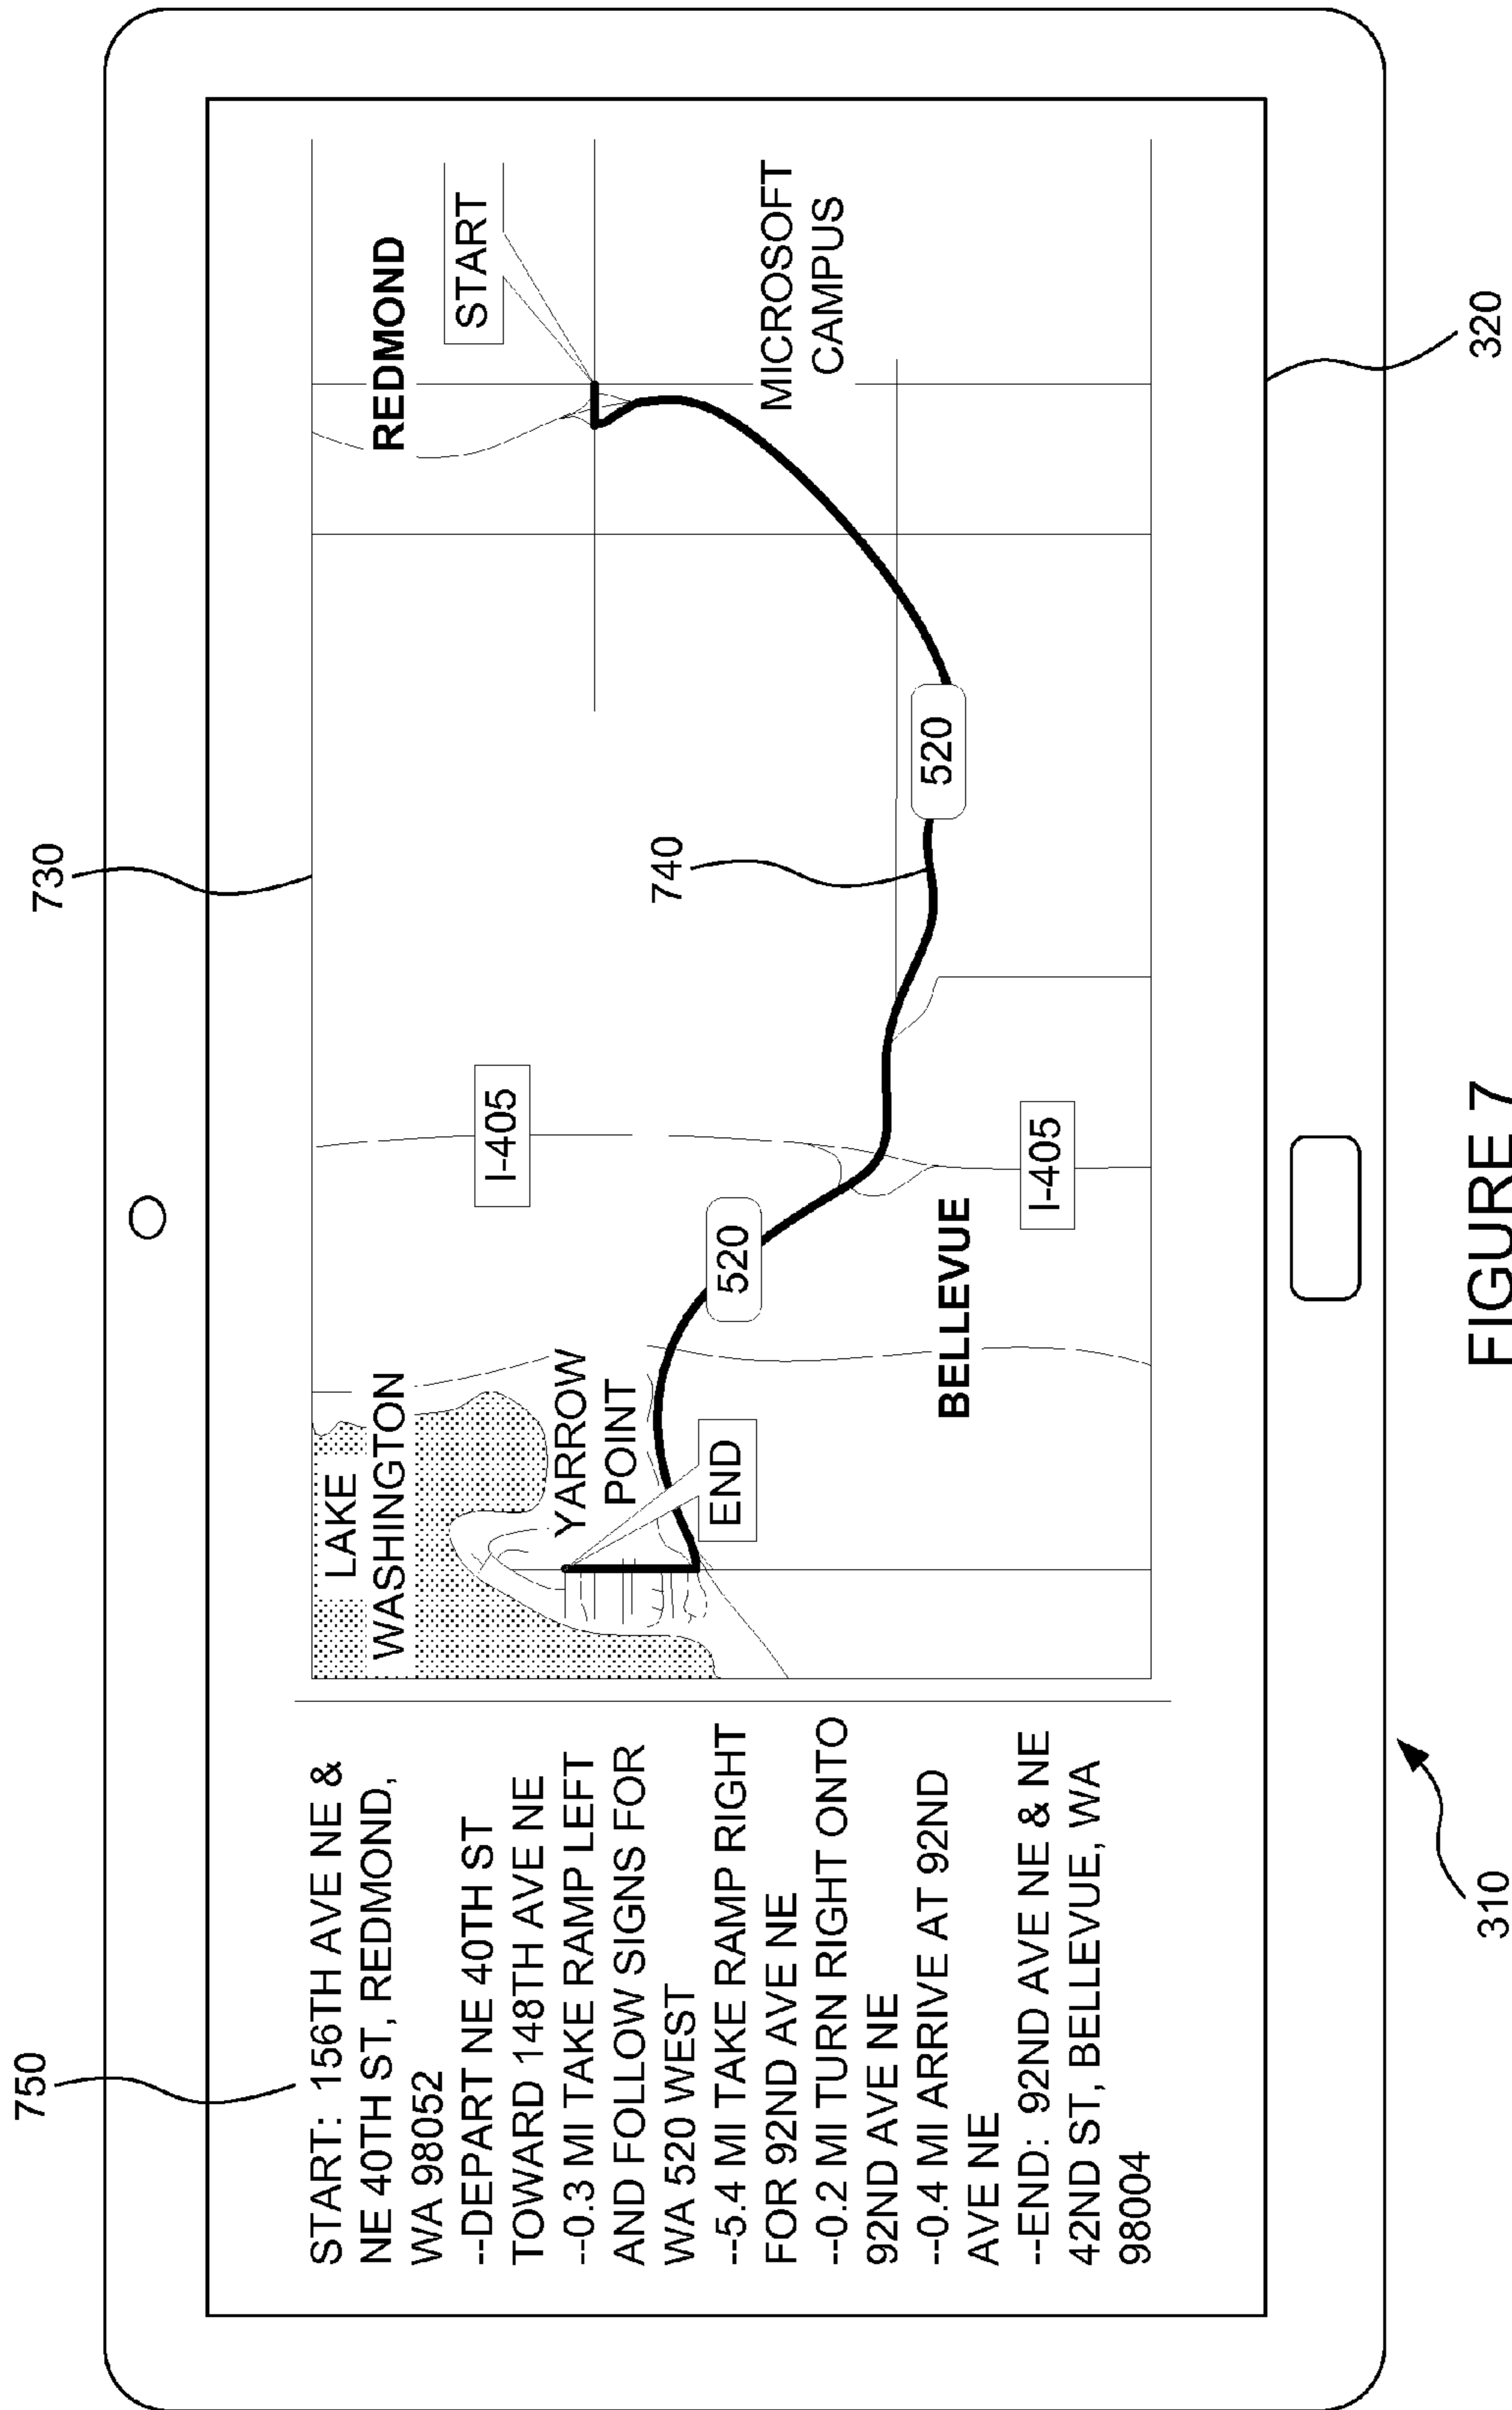 750
730
START: 156TH AVE NE &
NE 40TH ST, REDMOND,
WA 98052
--DEPART NE 40TH ST
TOWARD 148TH AVE NE
--0.3 MI TAKE RAMP LEFT
AND FOLLOW SIGNS FOR
WA 520 WEST
--5.4 MI TAKE RAMP RIGHT
FOR 92ND AVE NE
--0.2 MI TURN RIGHT ONTO
92ND AVE NE
--0.4 MI ARRIVE AT 92ND
AVE NE
--END: 92ND AVE NE & NE
42ND ST, BELLEVUE, WA
98004
LAKE
WASHINGTON
YARROW
POINT
END
520
BELLEVUE
I-405
I-405
740
520
REDMOND
START
MICROSOFT
CAMPUS
310
320
FIGURE 7